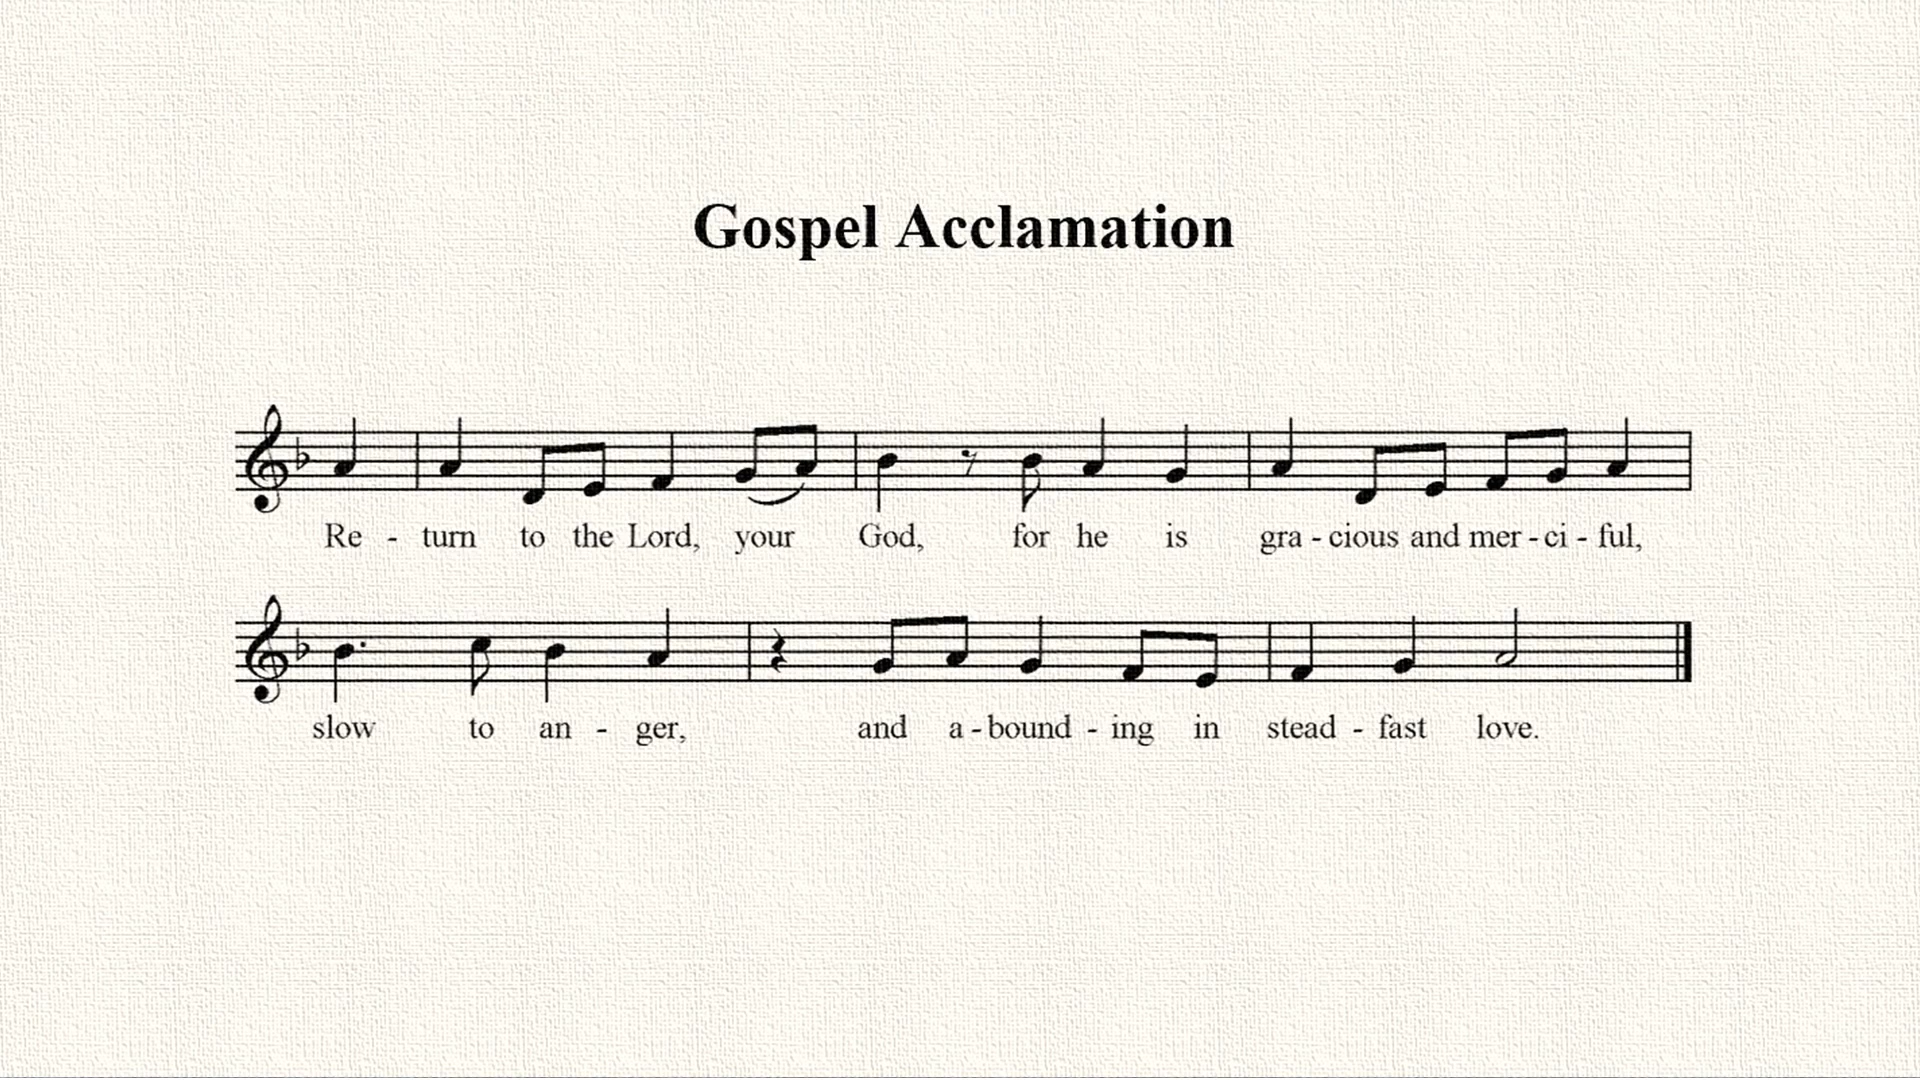 Gospel Acclamation
Re - turn to the Lord, your God, for he is gra - cious and mer - ci - ful,
slow to an - ger, and a - bound - ing in stead - fast love.